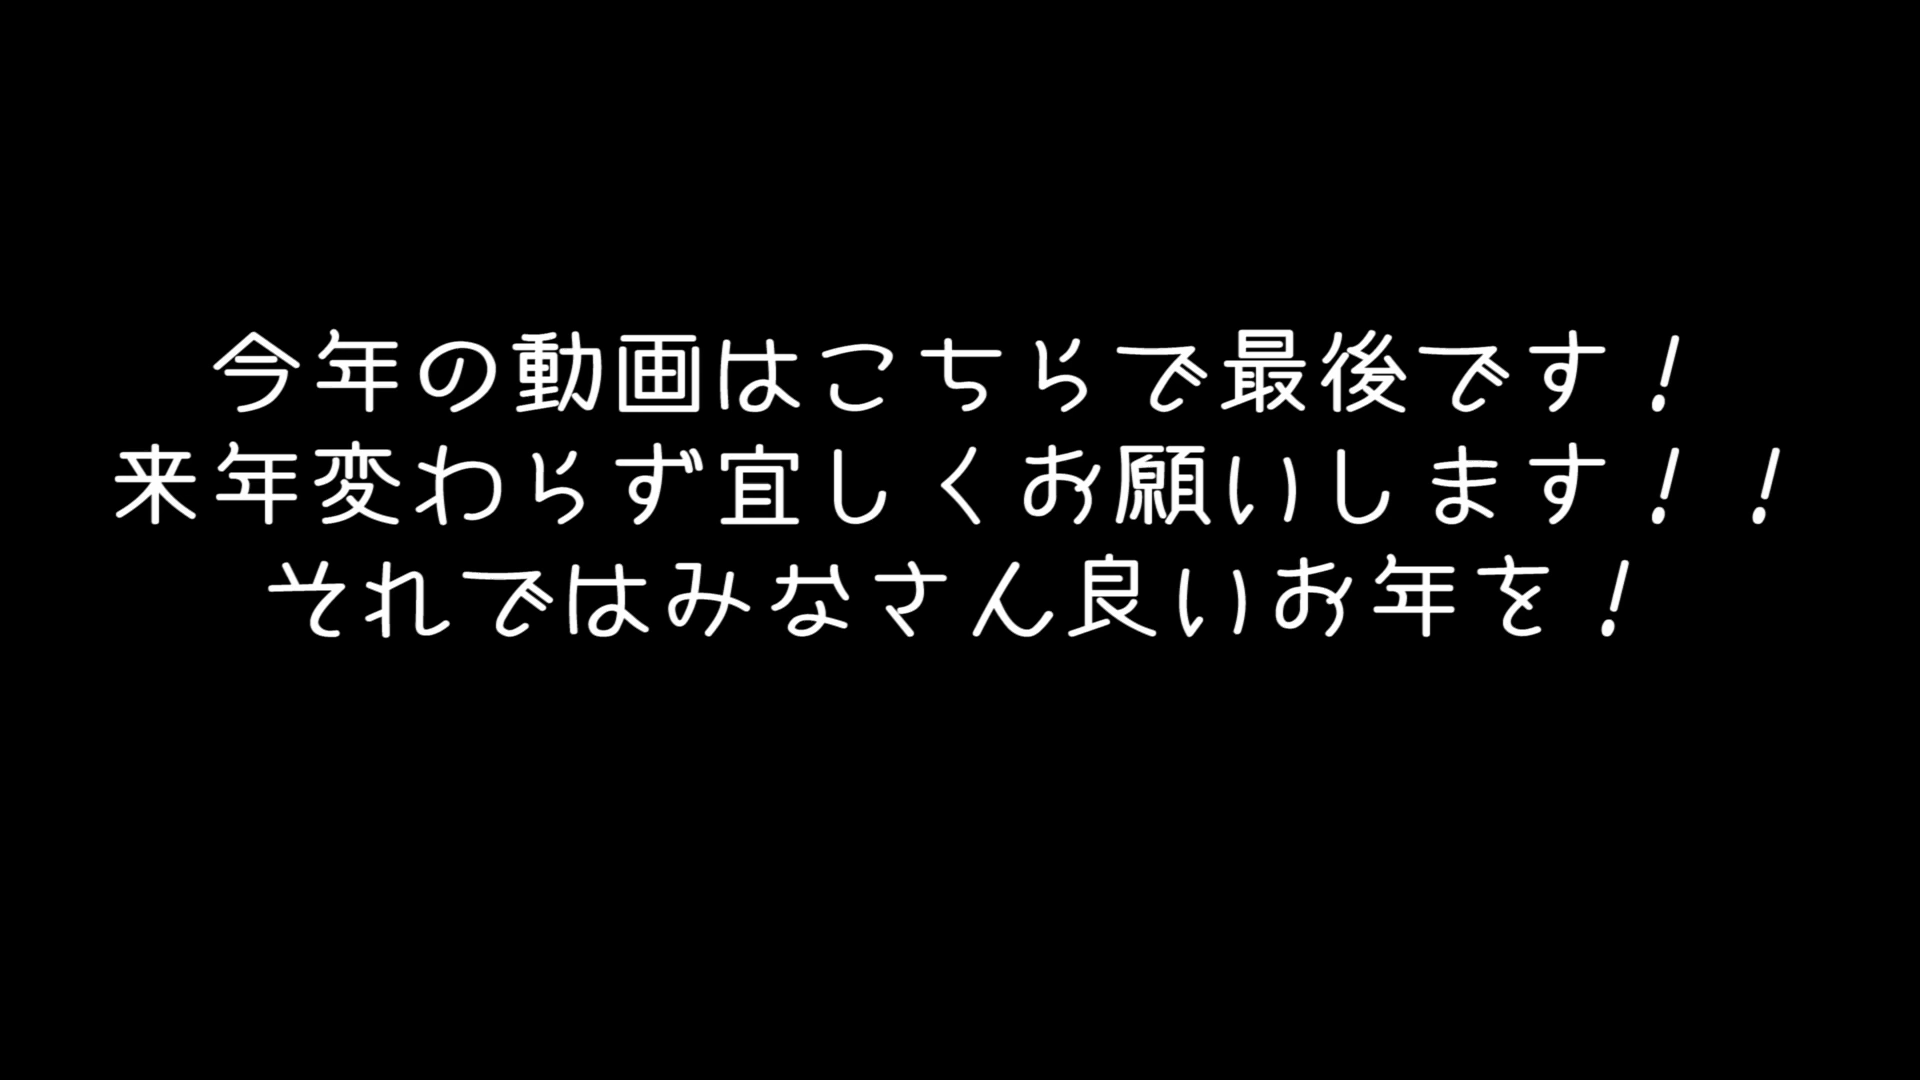 今年の動画はこちらで最後です！
来年変わらず宜しくお願いします！！
それではみなさん良いお年を！